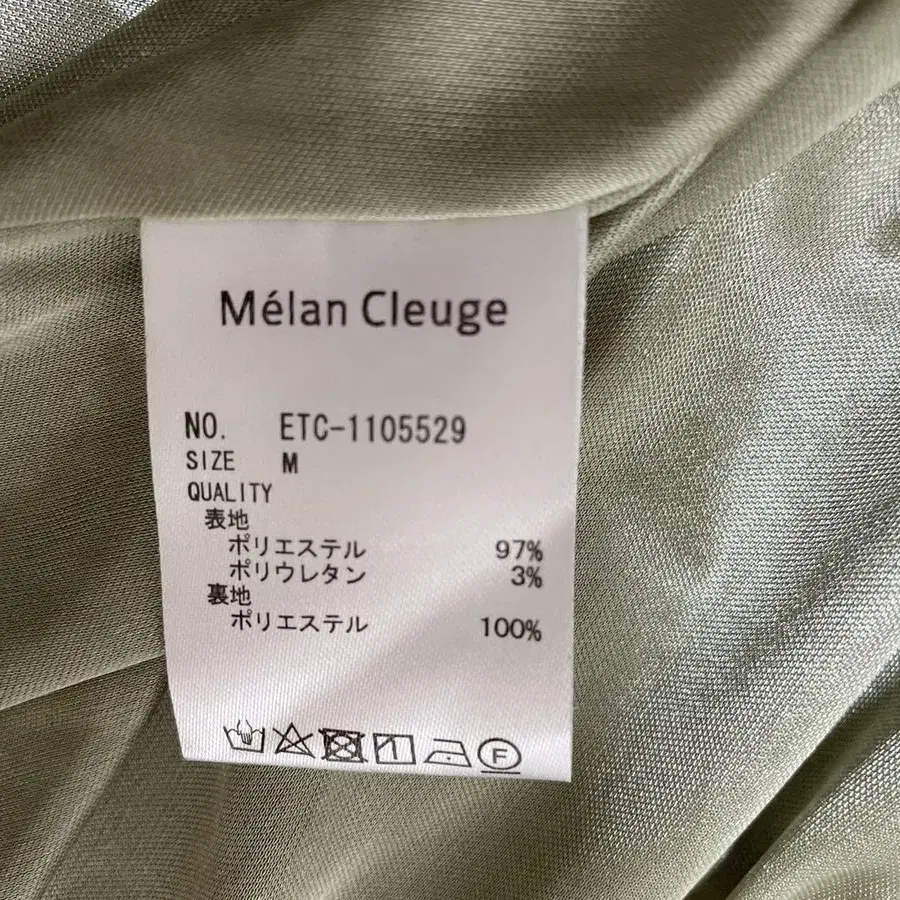 Mélan Cleuge
NO. ETC-1105529
SIZE M
QUALITY
表地
ポリエステル 97%
ポリウレタン 3%
裏地
ポリエステル 100%
F